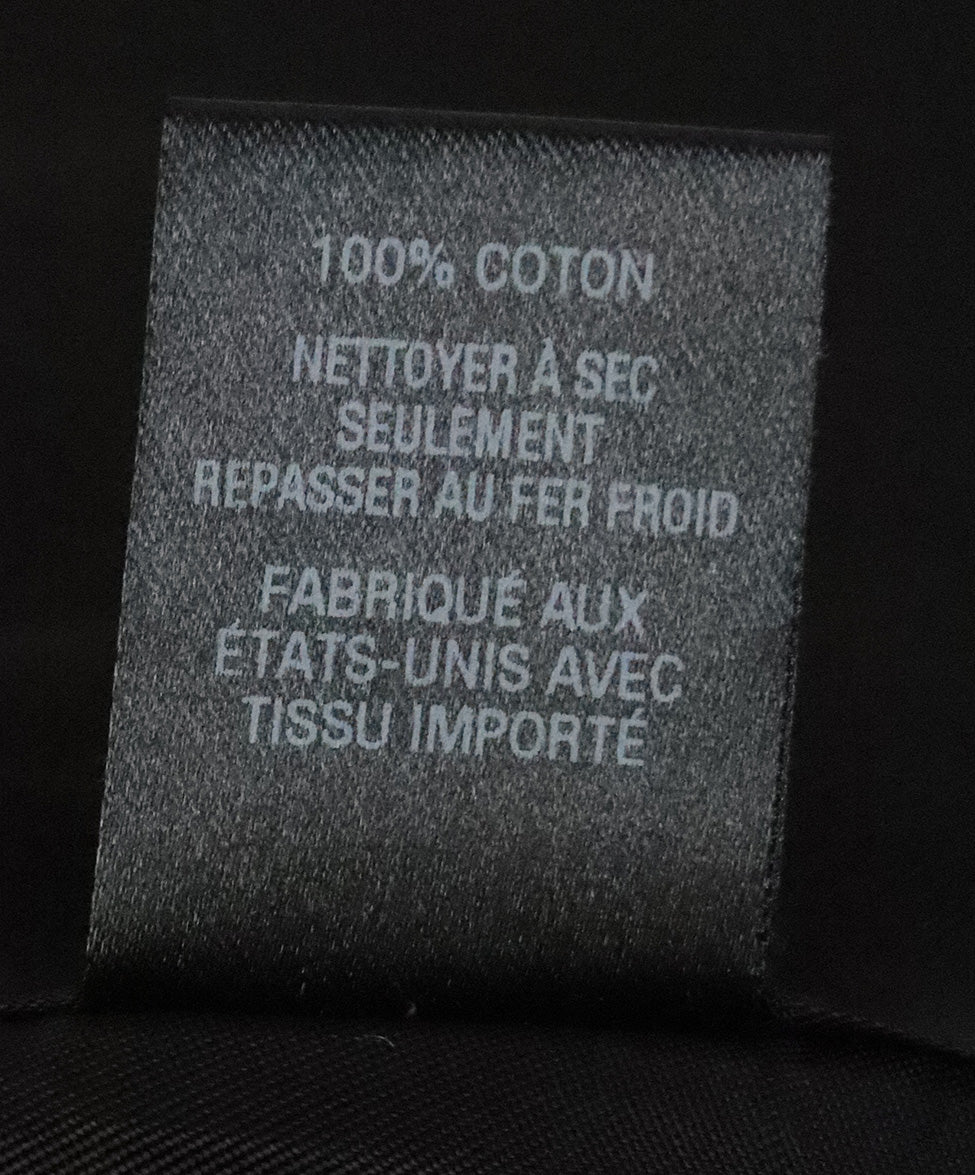 100% COTON
NETTOYER À SEC
SEULEMENT
REPASSER AU FER FROID
FABRIQUÉ AUX
ÉTATS-UNIS AVEC
TISSU IMPORTÉ